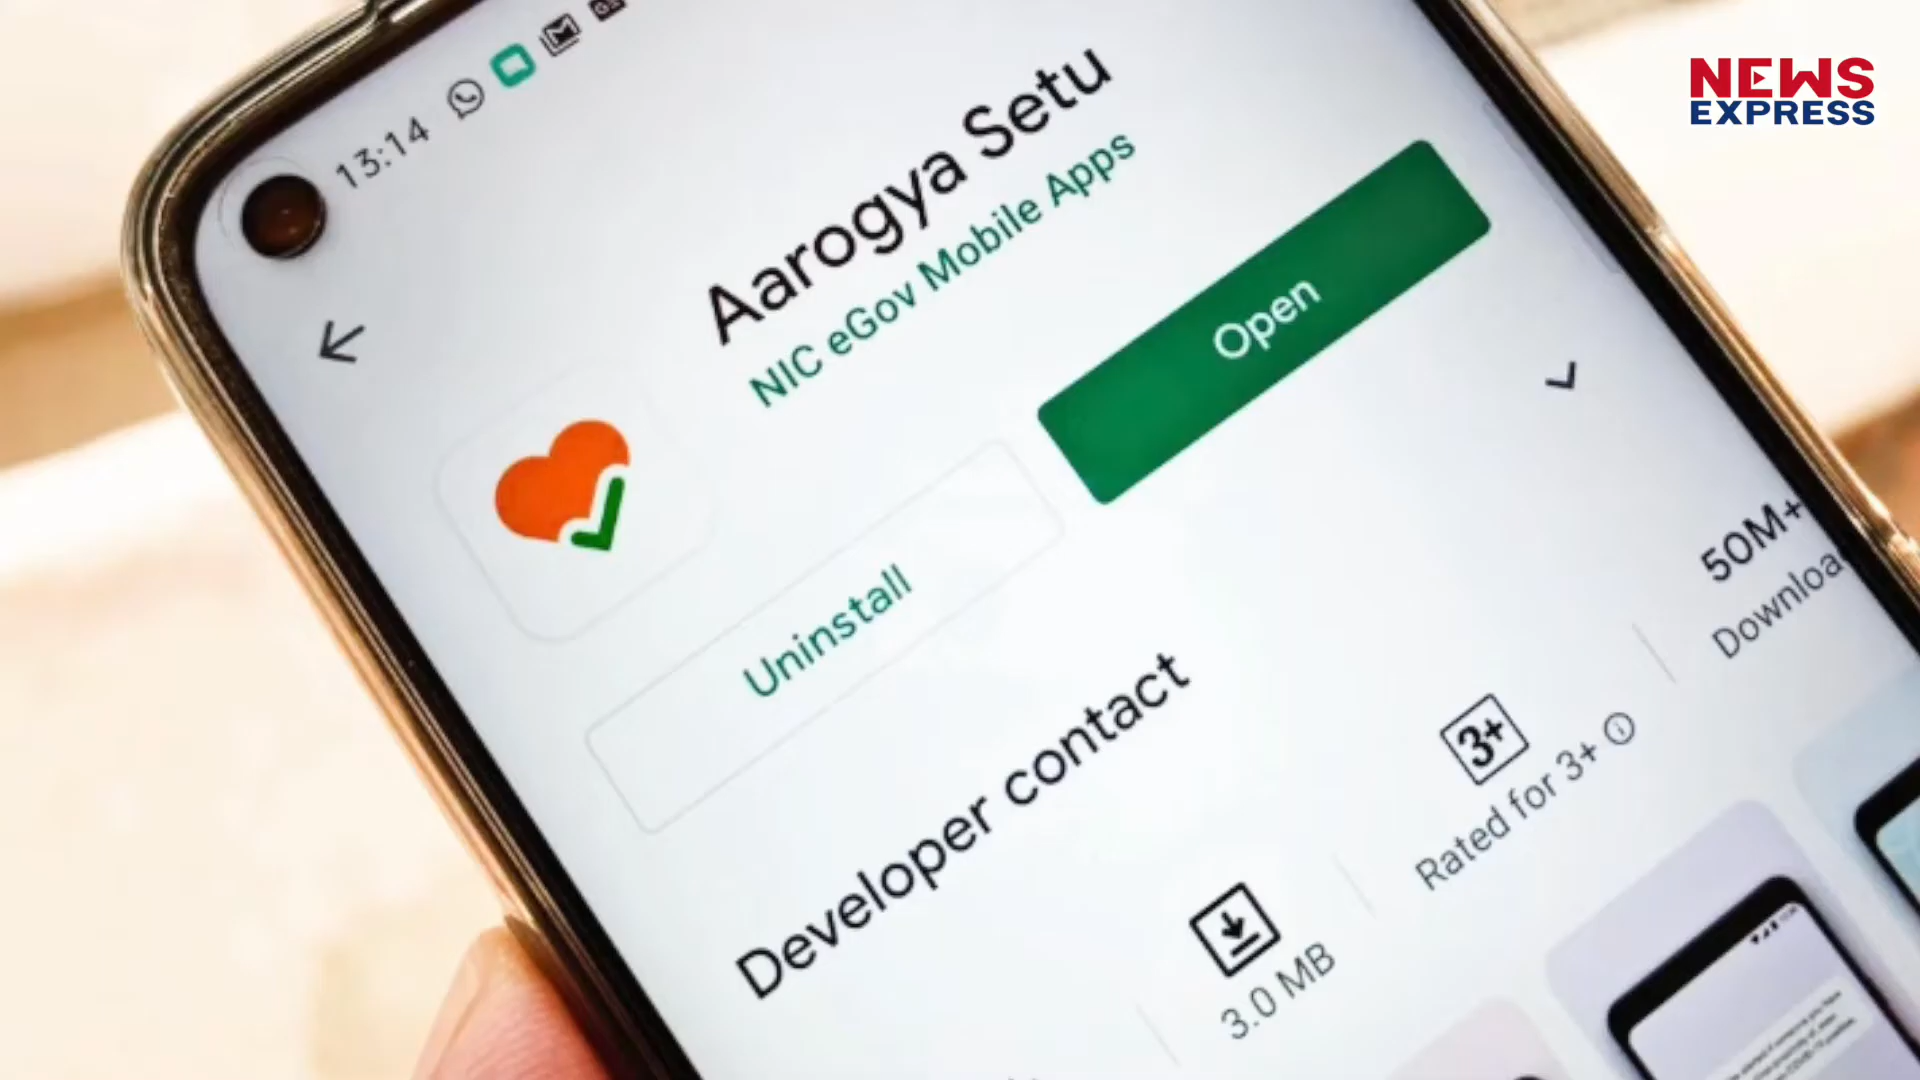 NEWS
EXPRESS
13:14
Aarogya Setu
NIC eGov Mobile Apps
Open
Uninstall
Developer contact
50M+
3+
Rated for 3+
3.0 MB